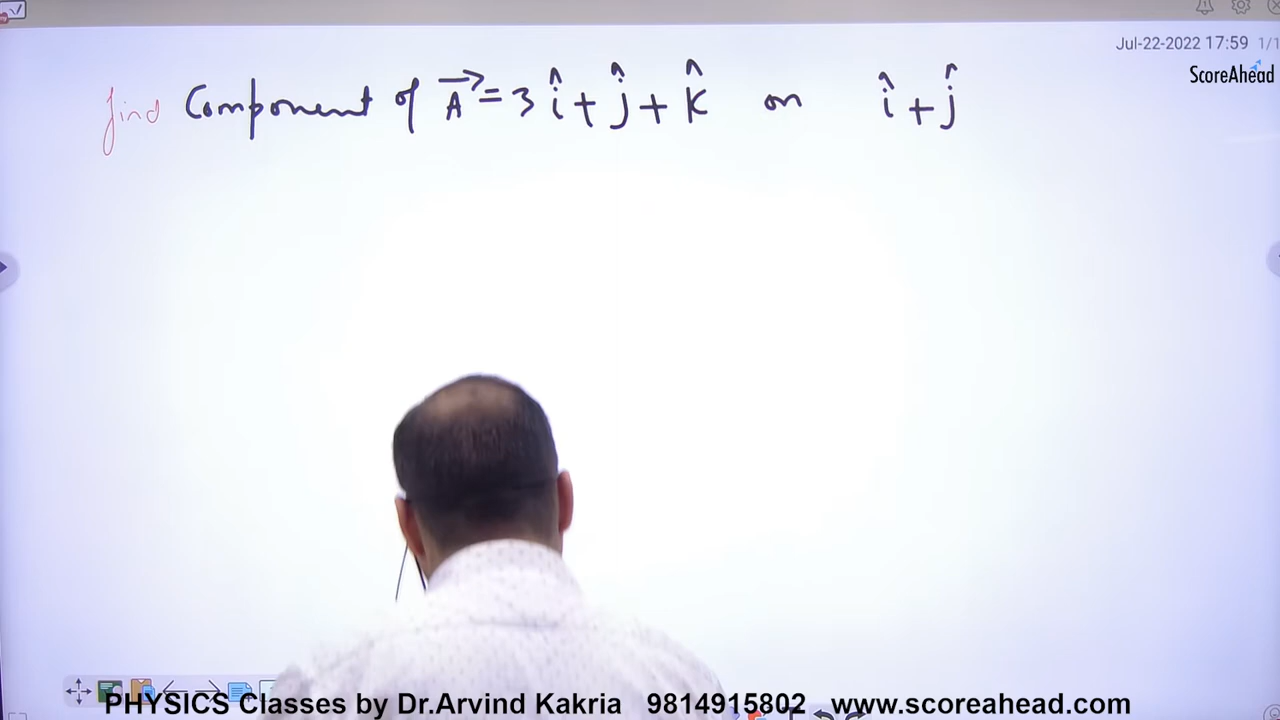 Jul-22-2022 17:59 1/1
ScoreAhead
find Component of A⃗ = 3 î + ĵ + k̂ on î + ĵ
PHYSICS Classes by Dr.Arvind Kakria 9814915802 www.scoreahead.com